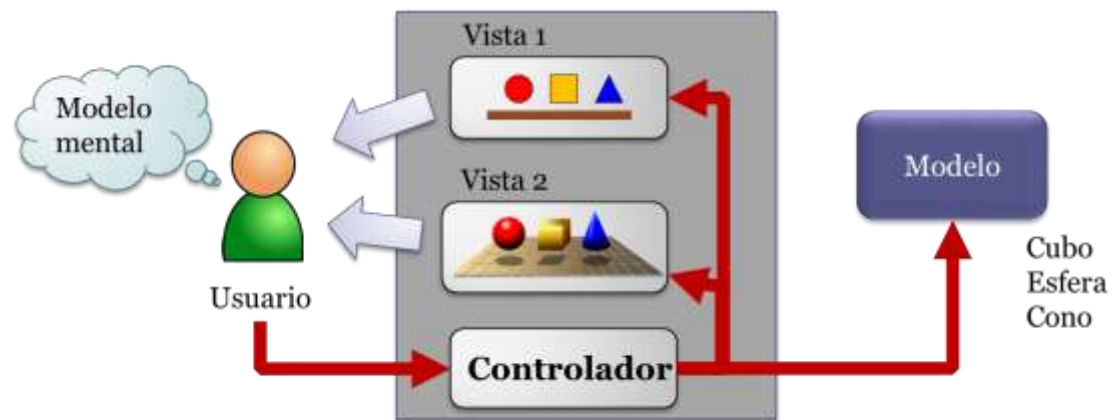 Vista 1
Modelo
mental
Vista 2
Modelo
Usuario
Cubo
Esfera
Cono
Controlador